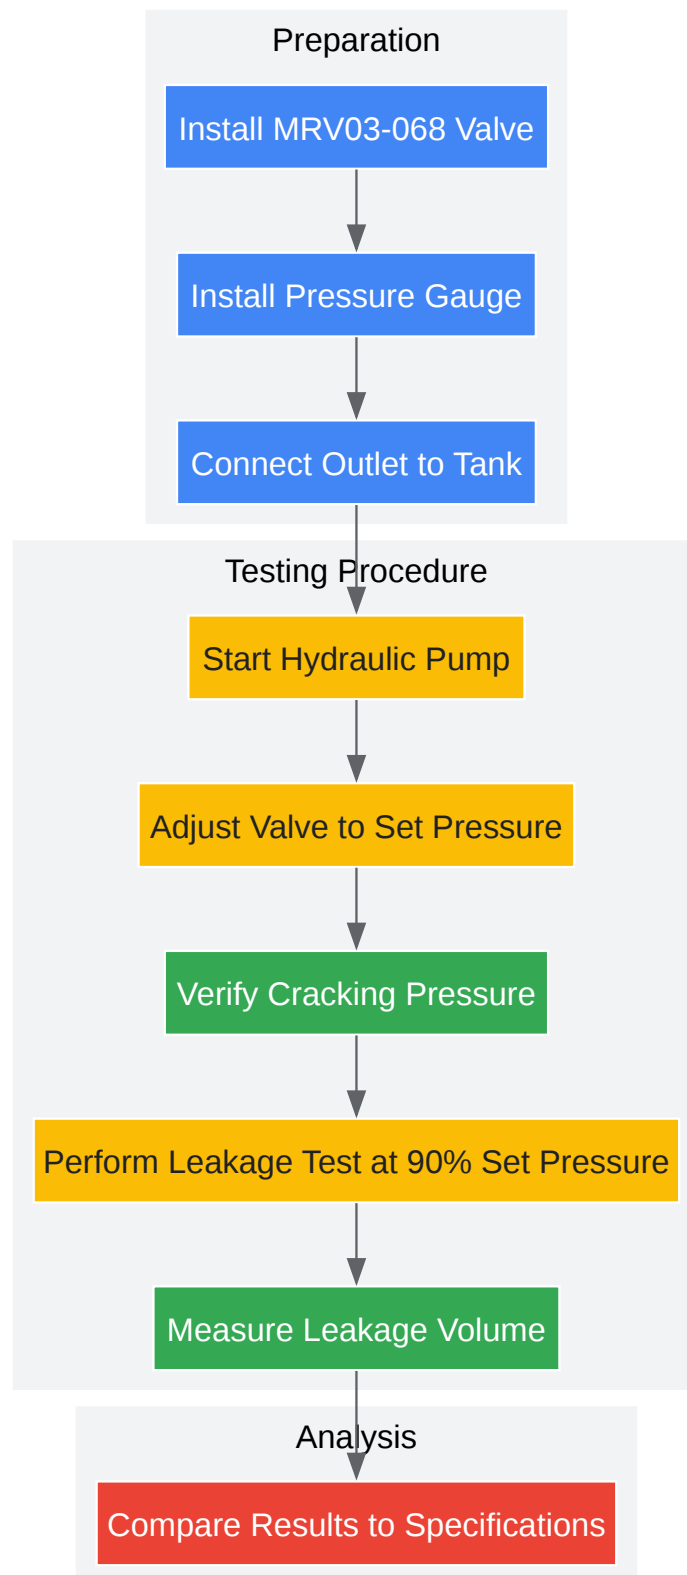 Preparation
Install MRV03-068 Valve
Install Pressure Gauge
Connect Outlet to Tank
Testing Procedure
Start Hydraulic Pump
Adjust Valve to Set Pressure
Verify Cracking Pressure
Perform Leakage Test at 90% Set Pressure
Measure Leakage Volume
Analysis
Compare Results to Specifications